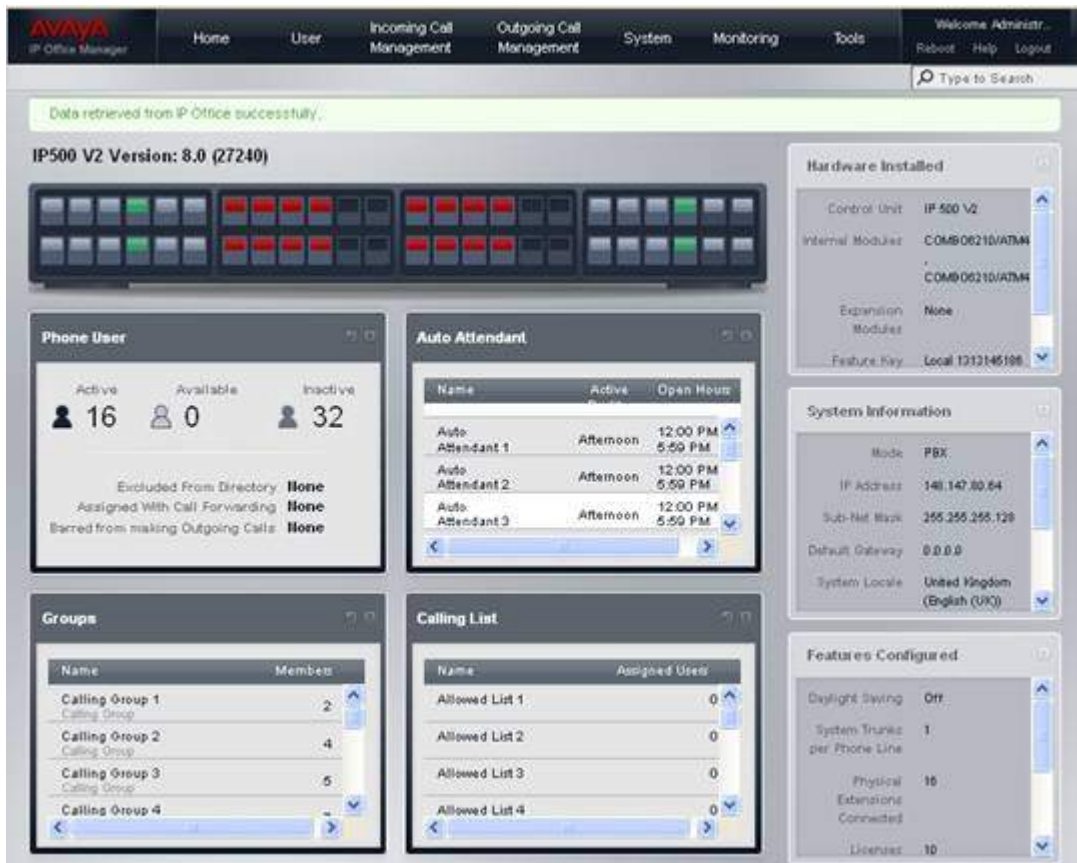 AVAYA
IP Office Manager
Home
User
Incoming Call Management
Outgoing Call Management
System
Monitoring
Tools
Welcome Administr...
Reboot Help Logout
Type to Search
Data retrieved from IP Office successfully.
IP500 V2 Version: 8.0 (27240)
Phone User
Active Available Inactive
16 0 32
Excluded From Directory None
Assigned With Call Forwarding None
Barred from making Outgoing Calls None
Auto Attendant
Name Active Open Hours
Auto Attendant 1 Afternoon 12:00 PM 5:59 PM
Auto Attendant 2 Afternoon 12:00 PM 5:59 PM
Auto Attendant 3 Afternoon 12:00 PM 5:59 PM
Groups
Name Members
Calling Group 1 2
Calling Group
Calling Group 2 4
Calling Group
Calling Group 3 5
Calling Group
Calling Group 4
Calling List
Name Assigned Users
Allowed List 1 0
Allowed List 2 0
Allowed List 3 0
Allowed List 4 0
Hardware Installed
Control Unit IP 500 V2
Internal Modules COMBO6210/ATM4
,
COMBO6210/ATM4
Expansion Modules None
Feature Key Local 1313145186
System Information
Mode PBX
IP Address 148.147.80.64
Sub-Net Mask 255.255.255.128
Default Gateway 0.0.0.0
System Locale United Kingdom (English (UK))
Features Configured
Daylight Saving Off
System Trunks per Phone Line 1
Physical Extensions Connected 16
Licenses 10